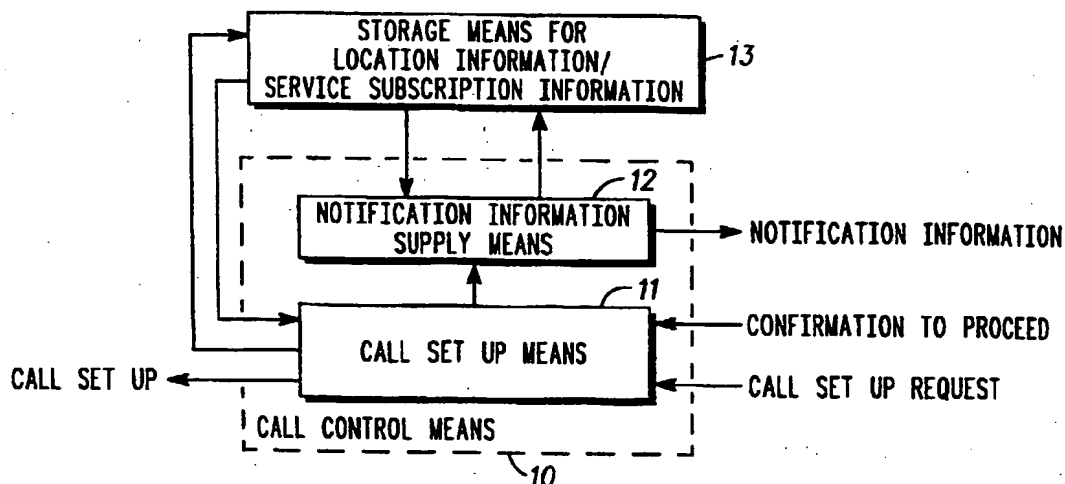 STORAGE MEANS FOR
LOCATION INFORMATION/
SERVICE SUBSCRIPTION INFORMATION
13
12
NOTIFICATION INFORMATION
SUPPLY MEANS
NOTIFICATION INFORMATION
11
CALL SET UP MEANS
CONFIRMATION TO PROCEED
CALL SET UP
CALL SET UP REQUEST
CALL CONTROL MEANS
10